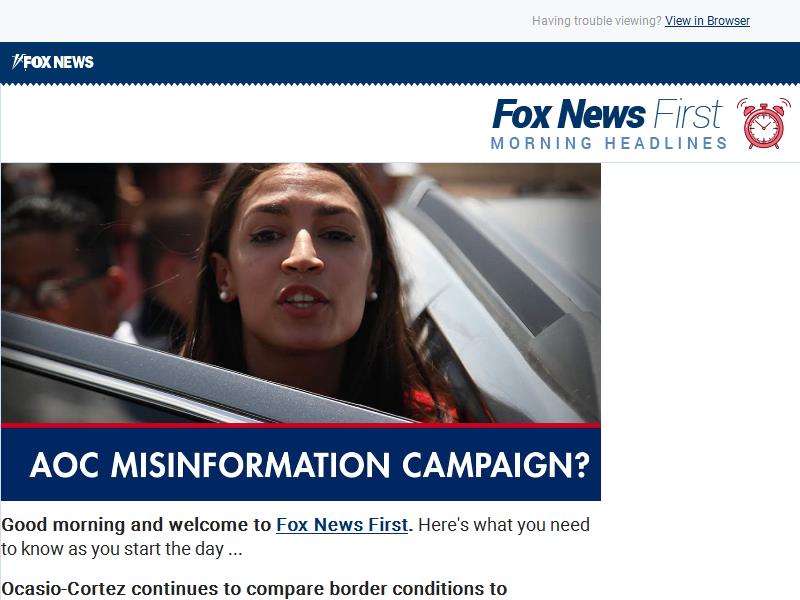 Having trouble viewing? View in Browser
FOX NEWS
Fox News First
MORNING HEADLINES
AOC MISINFORMATION CAMPAIGN?
Good morning and welcome to Fox News First. Here's what you need
to know as you start the day ...
Ocasio-Cortez continues to compare border conditions to